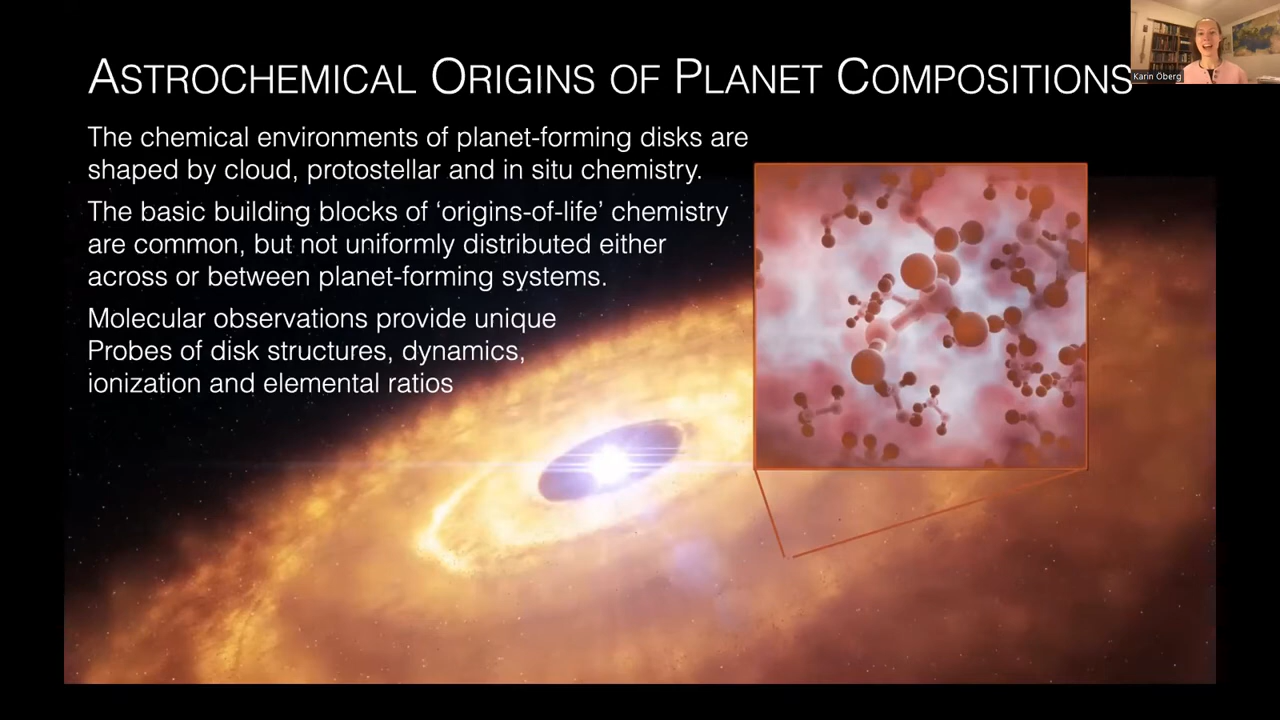 ASTROCHEMICAL ORIGINS OF PLANET COMPOSITIONS
Karin Öberg
The chemical environments of planet-forming disks are
shaped by cloud, protostellar and in situ chemistry.
The basic building blocks of ‘origins-of-life’ chemistry
are common, but not uniformly distributed either
across or between planet-forming systems.
Molecular observations provide unique
Probes of disk structures, dynamics,
ionization and elemental ratios